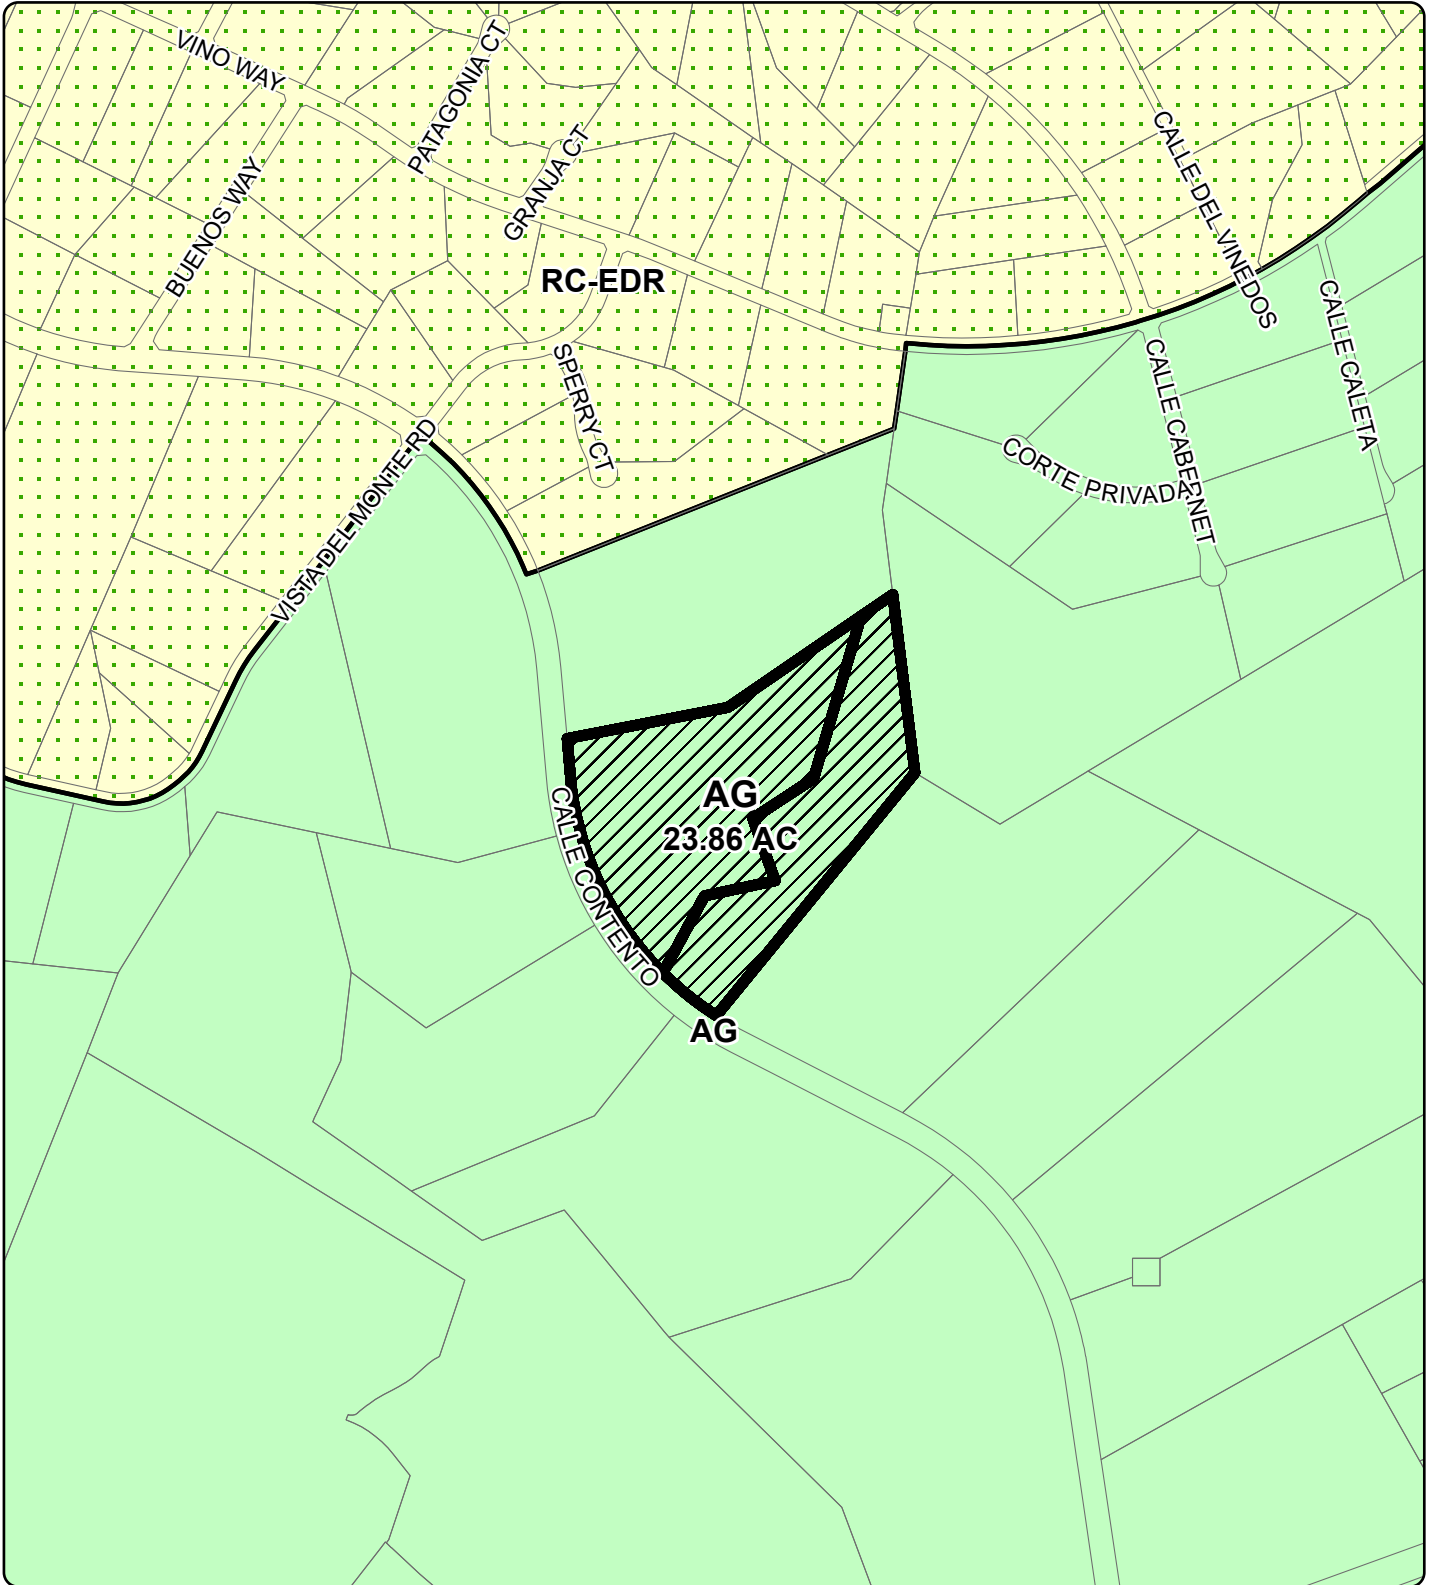 VINO WAY
PATAGONIA CT
GRANJA CT
BUENOS WAY
CALLE DEL VINEDOS
RC-EDR
CALLE CALETA
SPERRY CT
CALLE CABERNET
CORTE PRIVADA
VISTA DEL MONTE RD
AG
23.86 AC
CALLE CONTENTO
AG